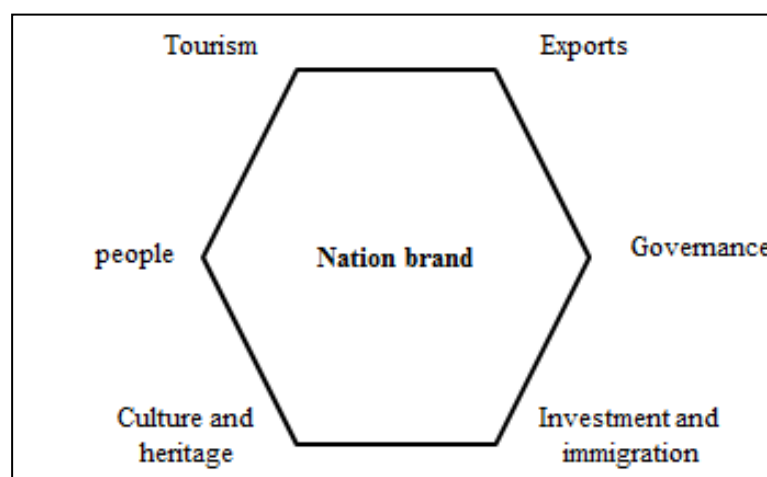 Tourism
Exports
people
Nation brand
Governance
Culture and
heritage
Investment and
immigration